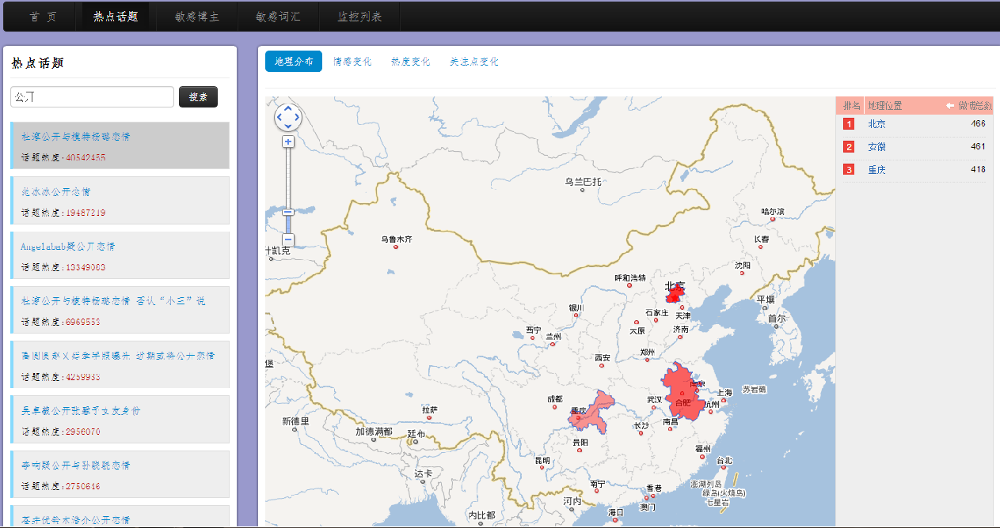 首 页 热点话题 敏感博主 敏感词汇 监控列表
热点话题
公开 搜索
杜淳公开与模特杨璐恋情
话题热度:40542455
范冰冰公开恋情
话题热度:19487219
Angelabab疑公开恋情
话题热度:13349083
杜淳公开与模特杨璐恋情 否认“小三”说
话题热度:6969553
高圆圆赵又廷牵手照曝光 近期或将公开恋情
话题热度:4259933
吴卓羲公开张馨予女友身份
话题热度:2956070
李响疑公开与孙骁骁恋情
话题热度:2750646
苍井优铃木浩介公开恋情
地理分布 情感变化 热度变化 关注点变化
排名 地理位置 微博总数
1 北京 466
2 安徽 461
3 重庆 418
乌兰巴托
哈尔滨
乌鲁木齐
长春
什凯克
沈阳
呼和浩特
北京
平壤
银川
石家庄
天津
首尔
太原
济南
西宁
兰州
郑州
西安
堡
南京
成都
武汉
合肥
上海
苏岩礁
杭州
拉萨
重庆
新德里
长沙
南昌
加德满都
廷布
贵阳
福州
昆明
台北
达卡
南宁
香港
澎湖列岛
绿岛(火烧岛)
七星岩
河内
澳门
内比都
海口